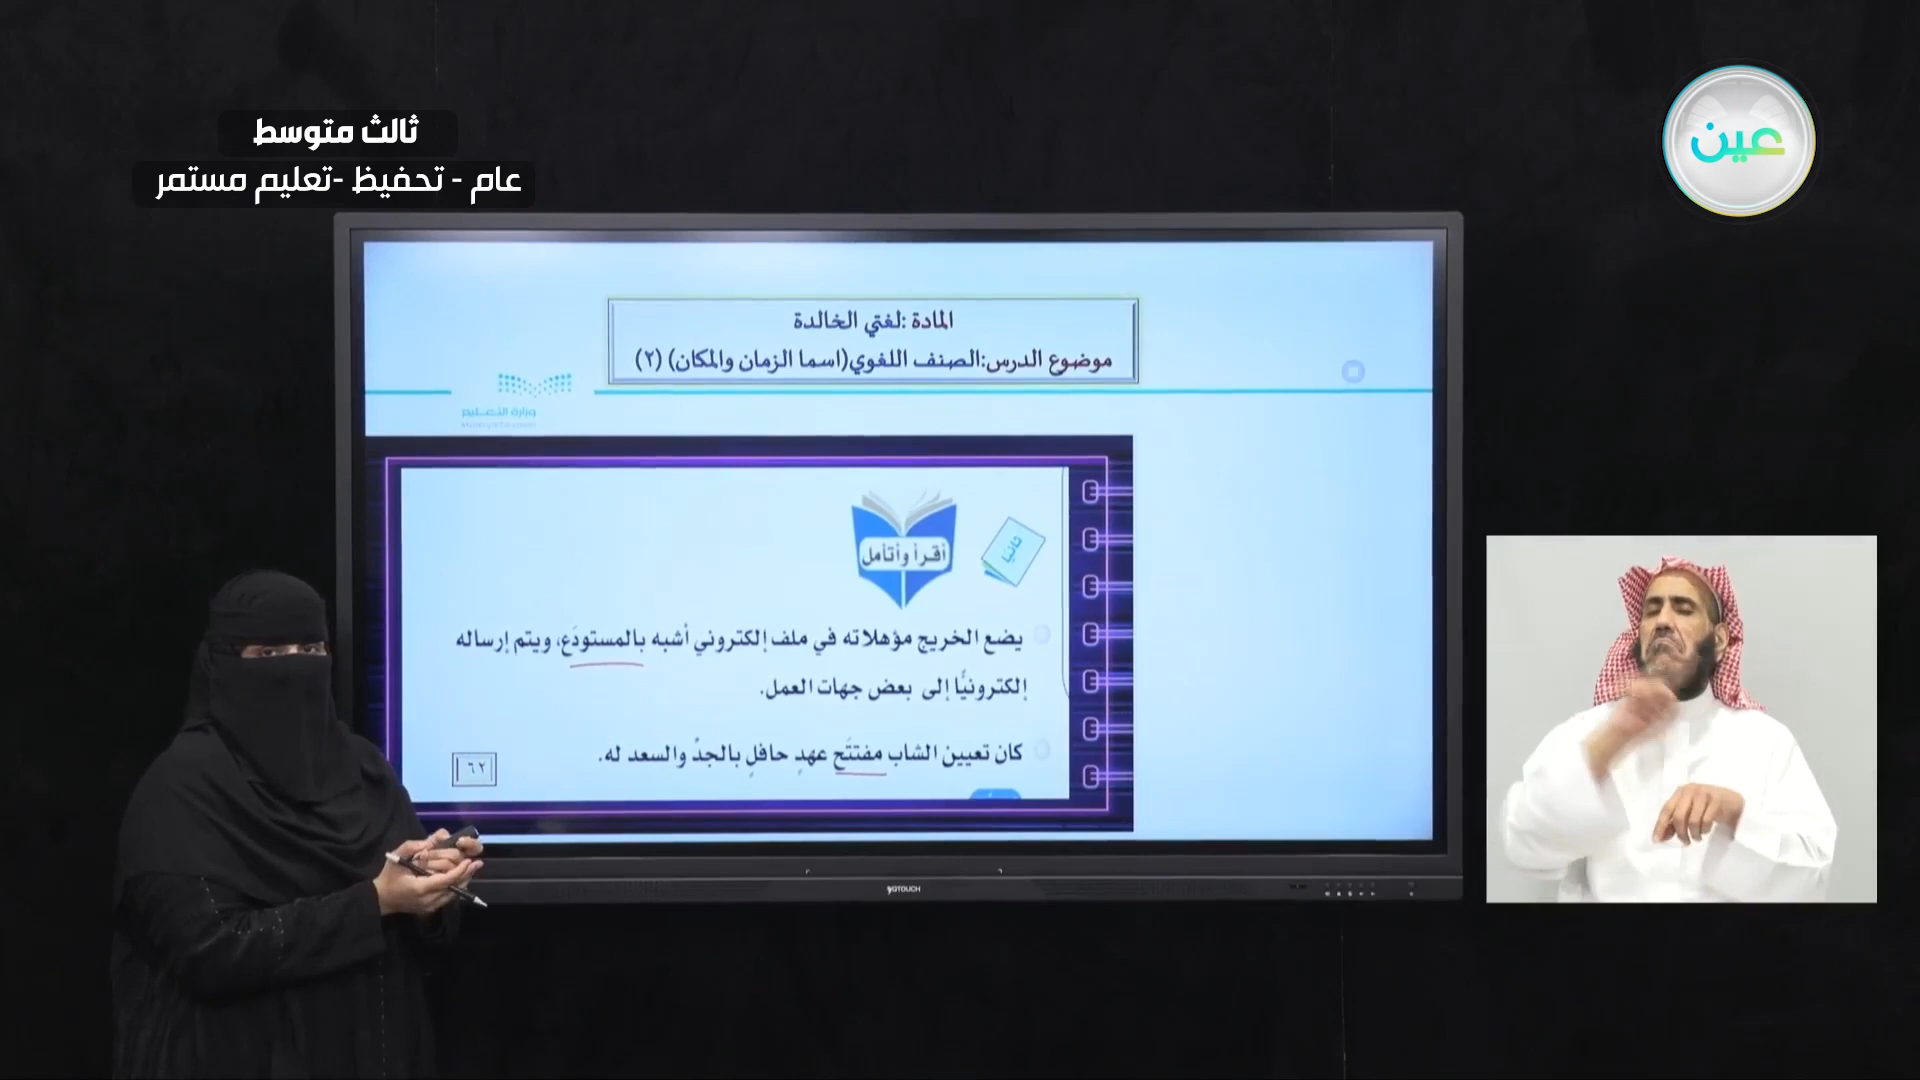 ثالث متوسط
عام - تحفيظ -تعليم مستمر
عين
المادة :لغتي الخالدة
موضوع الدرس:الصنف اللغوي(اسما الزمان والمكان) (٢)
وزارة التعـليم
ثانيًا
أقرأ وأتأمل
يضع الخريج مؤهلاته في ملف إلكتروني أشبه بالمستودَع، ويتم إرساله
إلكترونيًّا إلى بعض جهات العمل.
كان تعيين الشاب مفتتَح عهدٍ حافلٍ بالجدِّ والسعد له.
٦٢
YQTOUCH